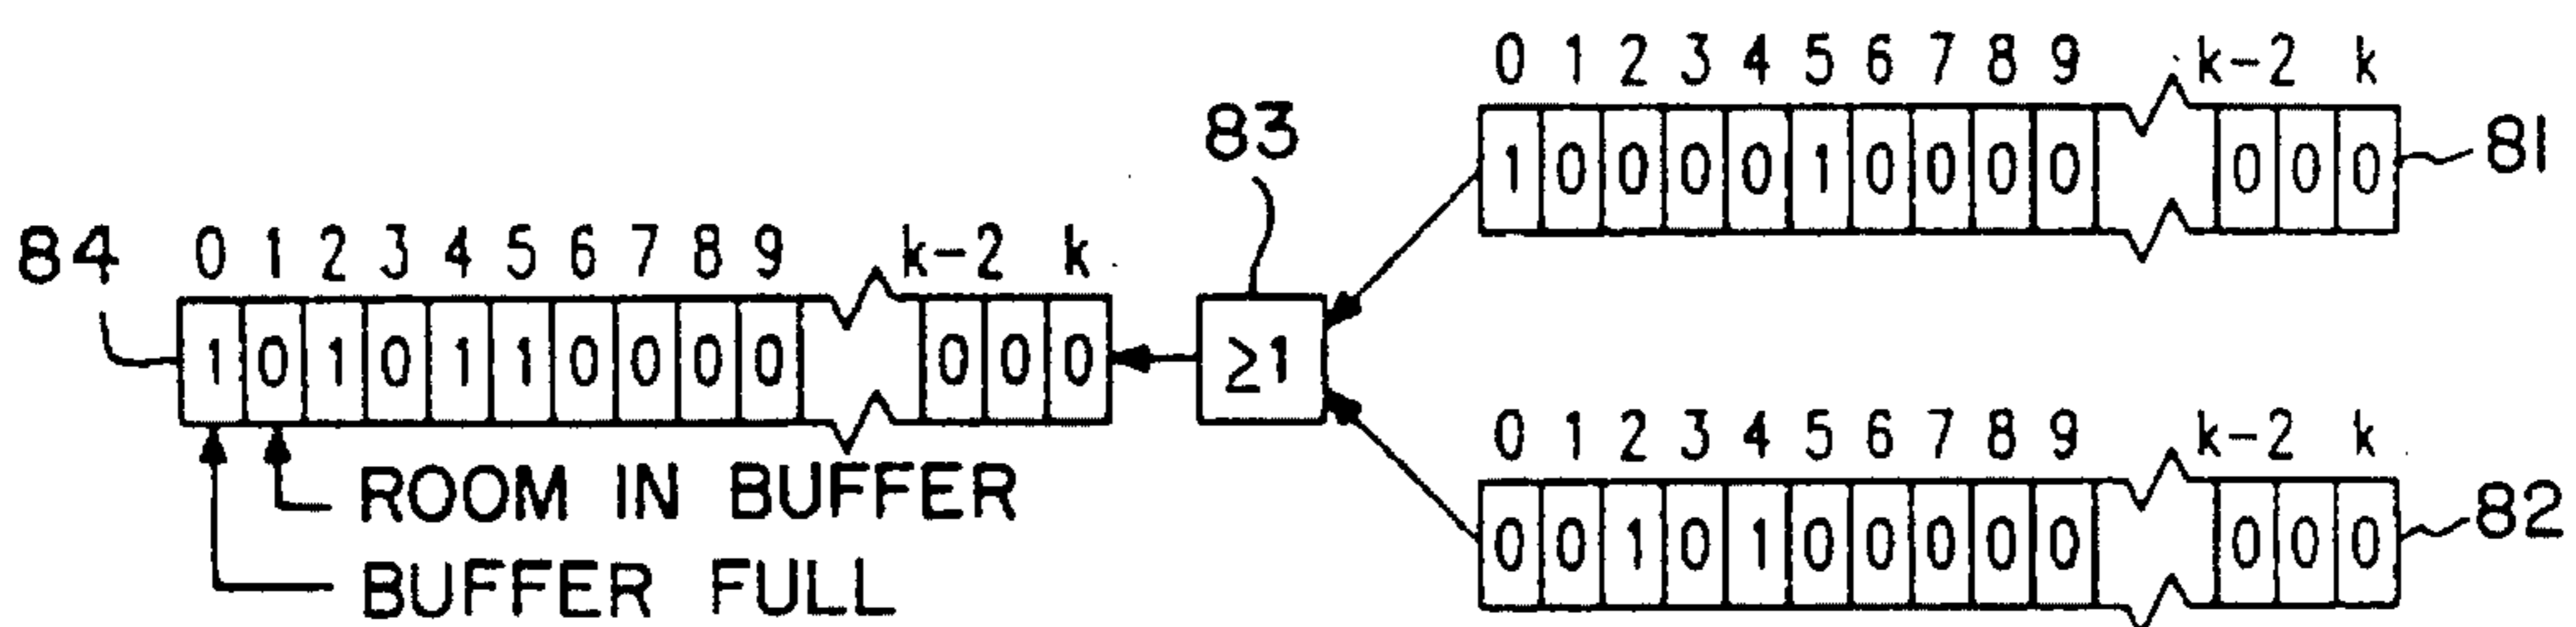 0 1 2 3 4 5 6 7 8 9 k-2 k
1 0 0 0 0 1 0 0 0 0 0 0 0 81
83
84 0 1 2 3 4 5 6 7 8 9 k-2 k
1 0 1 0 1 1 0 0 0 0 0 0 0 ≥1
0 1 2 3 4 5 6 7 8 9 k-2 k
0 0 1 0 1 0 0 0 0 0 0 0 0 82
ROOM IN BUFFER
BUFFER FULL